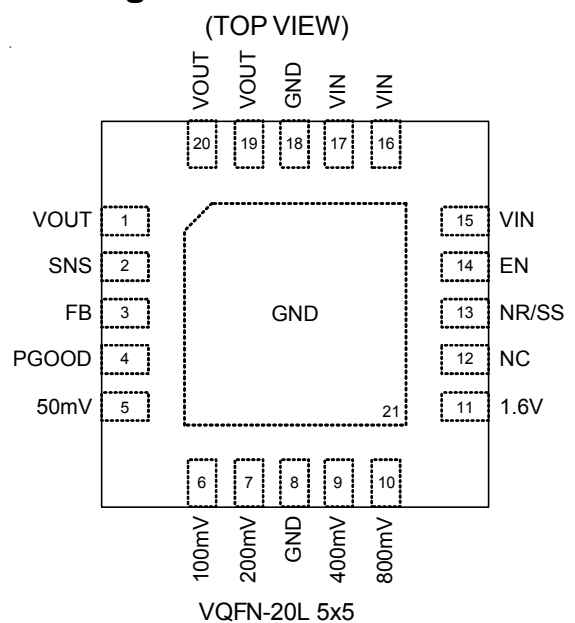 (TOP VIEW)
VOUT VOUT GND VIN VIN
20 19 18 17 16
VOUT 1 15 VIN
SNS 2 14 EN
FB 3 GND 13 NR/SS
PGOOD 4 12 NC
50mV 5 21 11 1.6V
6 7 8 9 10
100mV 200mV GND 400mV 800mV
VQFN-20L 5x5